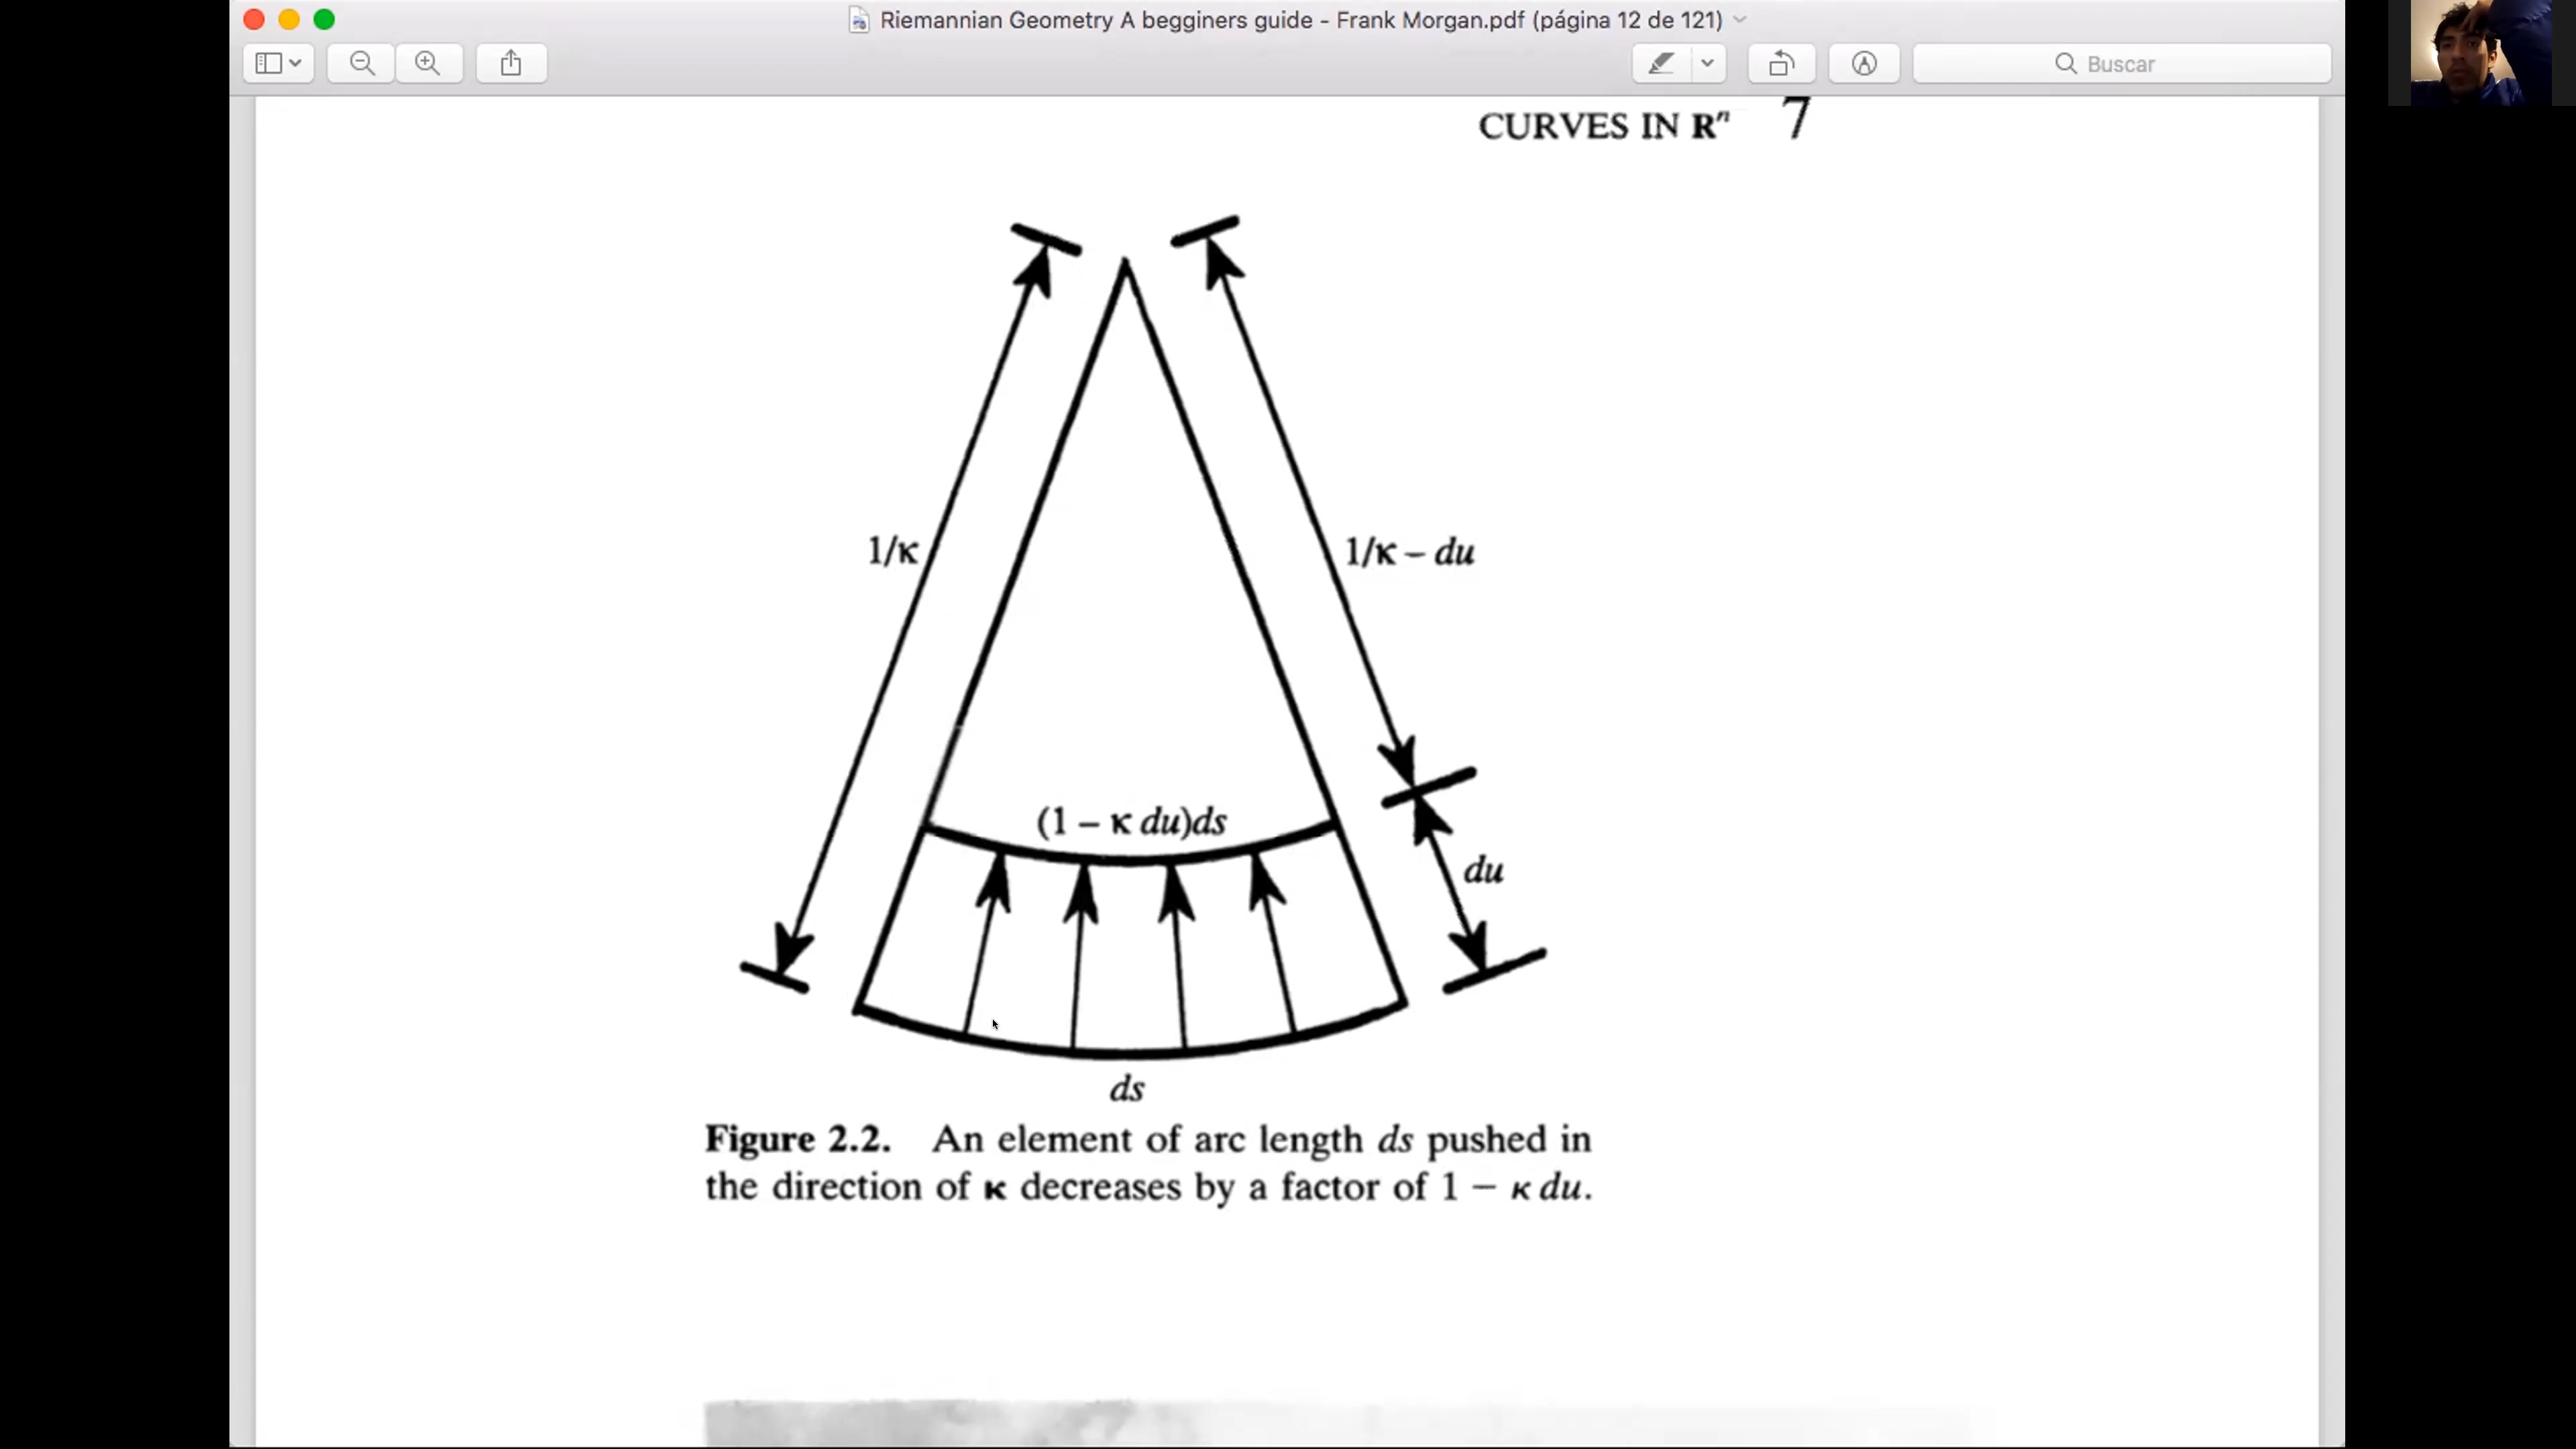 Riemannian Geometry A begginers guide - Frank Morgan.pdf (página 12 de 121)
Buscar
CURVES IN Rⁿ 7
1/κ
1/κ – du
(1 – κ du)ds
du
ds
Figure 2.2. An element of arc length ds pushed in
the direction of κ decreases by a factor of 1 – κ du.